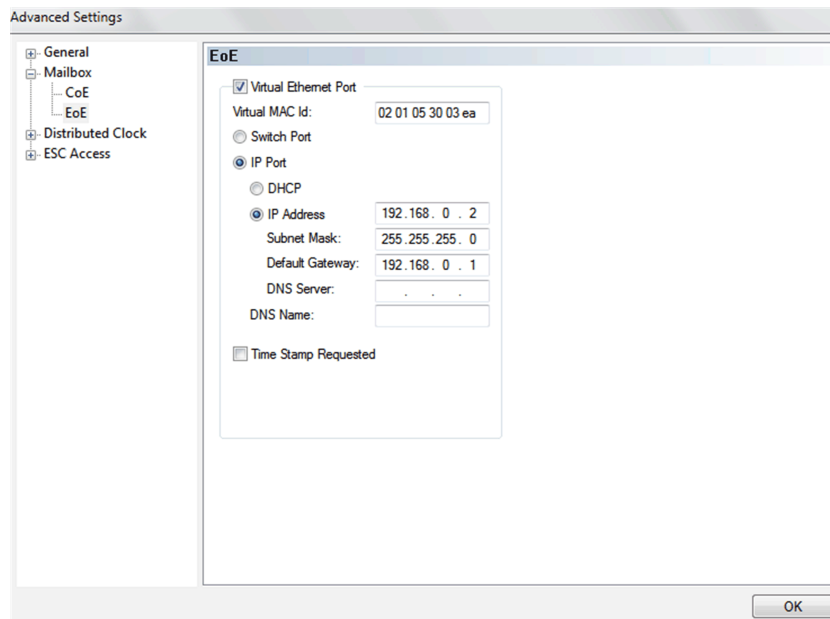 Advanced Settings
General
Mailbox
CoE
EoE
Distributed Clock
ESC Access
EoE
Virtual Ethernet Port
Virtual MAC Id: 02 01 05 30 03 ea
Switch Port
IP Port
DHCP
IP Address 192.168. 0 . 2
Subnet Mask: 255.255.255. 0
Default Gateway: 192.168. 0 . 1
DNS Server: . . .
DNS Name:
Time Stamp Requested
OK